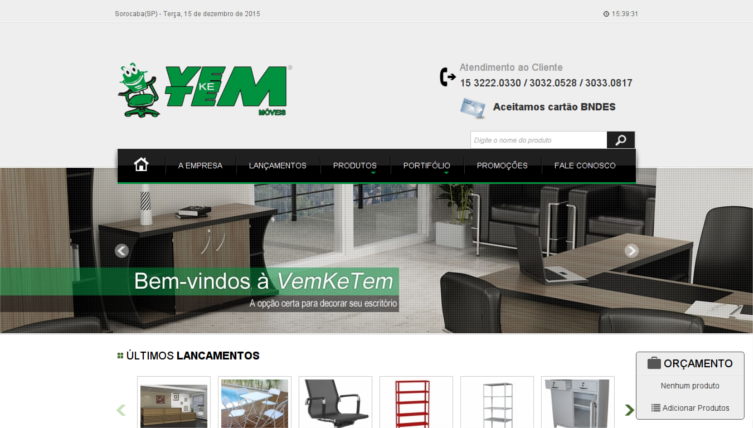 Sorocaba(SP) - Terça, 15 de dezembro de 2015
15:39:31
VEM KE TEM ®
MÓVEIS
Atendimento ao Cliente
15 3222.0330 / 3032.0528 / 3033.0817
Aceitamos cartão BNDES
Digite o nome do produto
A EMPRESA
LANÇAMENTOS
PRODUTOS
PORTIFÓLIO
PROMOÇÕES
FALE CONOSCO
Bem-vindos à VemKeTem
A opção certa para decorar seu escritório
ÚLTIMOS LANCAMENTOS
ORÇAMENTO
Nenhum produto
Adicionar Produtos